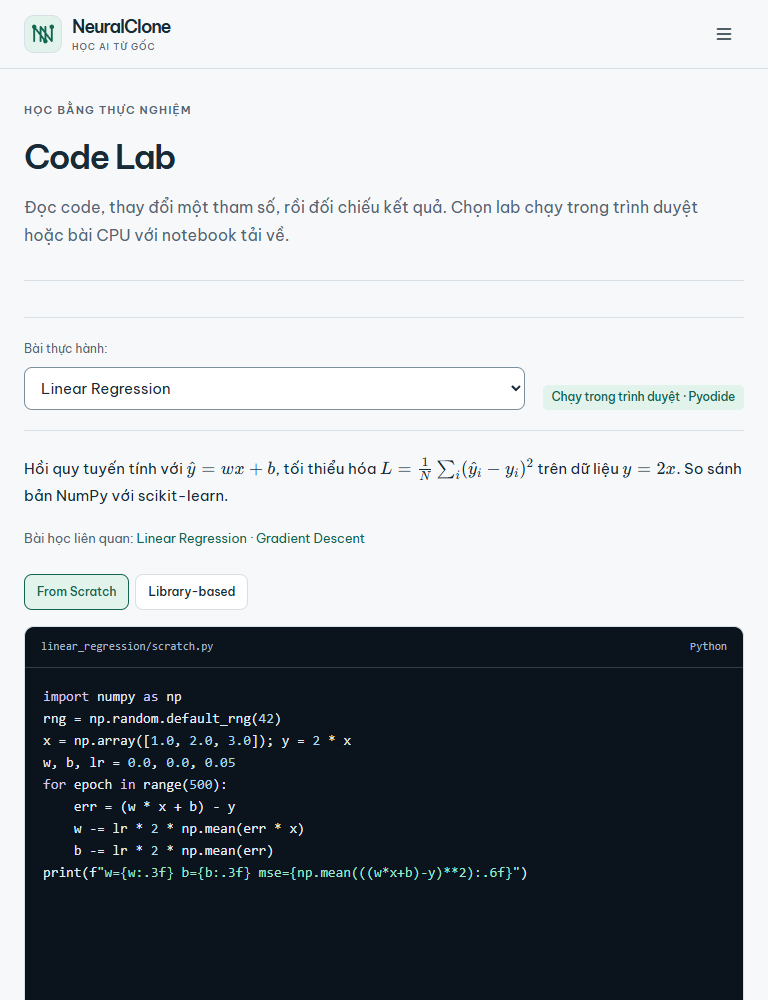 NeuralClone
HỌC AI TỪ GỐC
HỌC BẰNG THỰC NGHIỆM
Code Lab
Đọc code, thay đổi một tham số, rồi đối chiếu kết quả. Chọn lab chạy trong trình duyệt
hoặc bài CPU với notebook tải về.
Bài thực hành:
Linear Regression
Chạy trong trình duyệt · Pyodide
Hồi quy tuyến tính với ŷ = wx + b, tối thiểu hóa L = 1/N ∑ᵢ(ŷᵢ − yᵢ)² trên dữ liệu y = 2x. So sánh
bản NumPy với scikit-learn.
Bài học liên quan: Linear Regression · Gradient Descent
From Scratch
Library-based
linear_regression/scratch.py
Python
import numpy as np
rng = np.random.default_rng(42)
x = np.array([1.0, 2.0, 3.0]); y = 2 * x
w, b, lr = 0.0, 0.0, 0.05
for epoch in range(500):
    err = (w * x + b) - y
    w -= lr * 2 * np.mean(err * x)
    b -= lr * 2 * np.mean(err)
print(f"w={w:.3f} b={b:.3f} mse={np.mean(((w*x+b)-y)**2):.6f}")